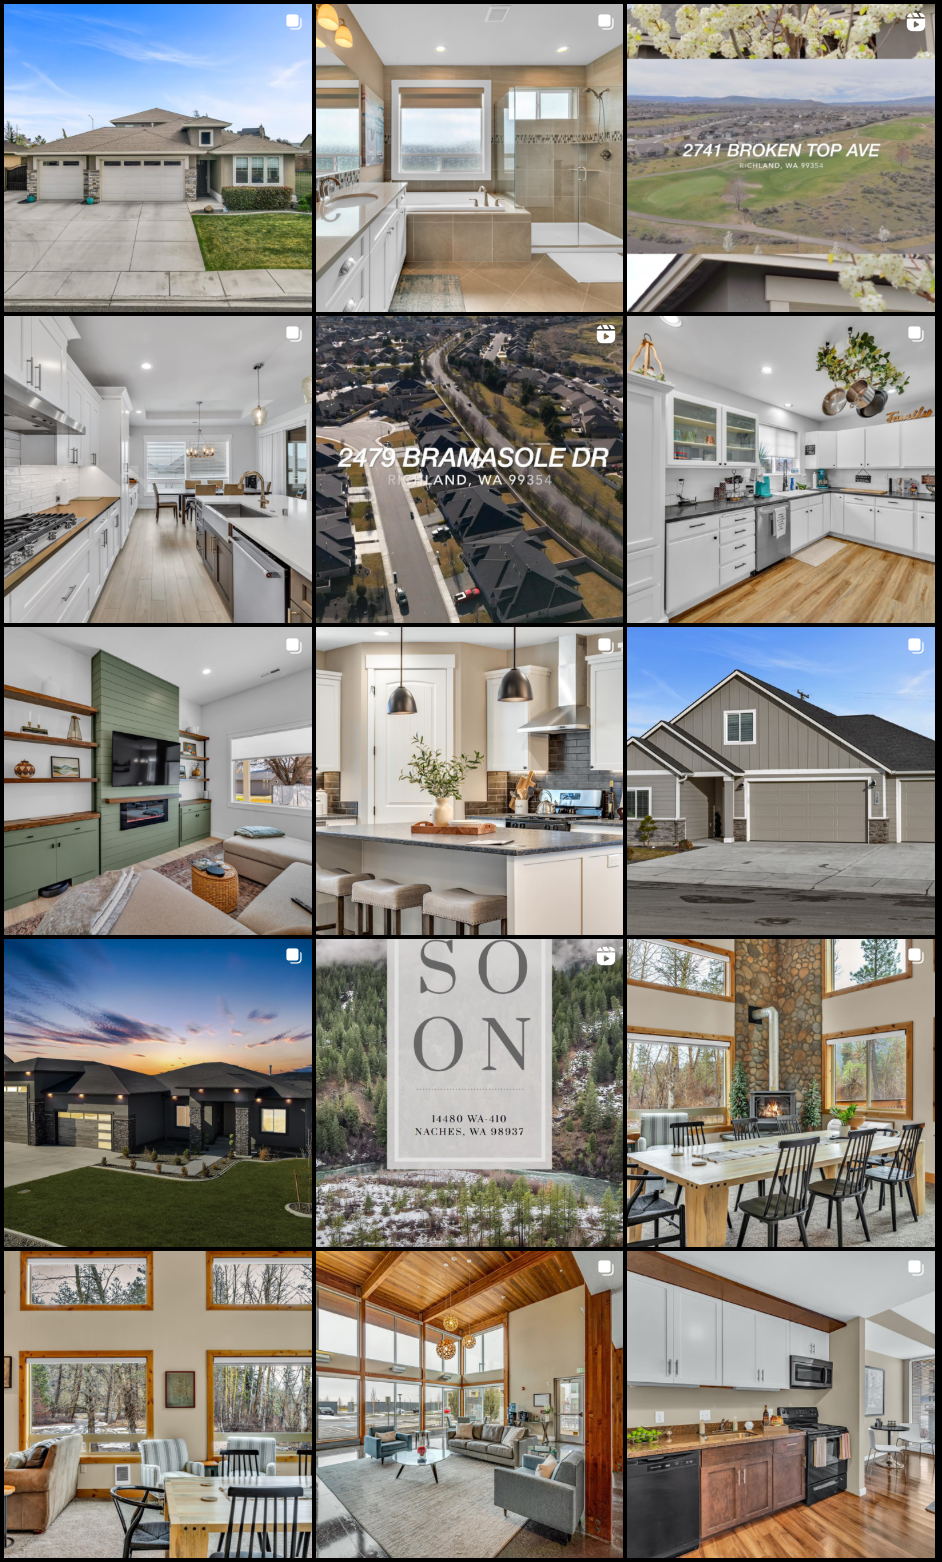 2741 BROKEN TOP AVE
RICHLAND, WA 99354
2479 BRAMASOLE DR
RICHLAND, WA 99354
SO
ON
14480 WA-410
NACHES, WA 98937